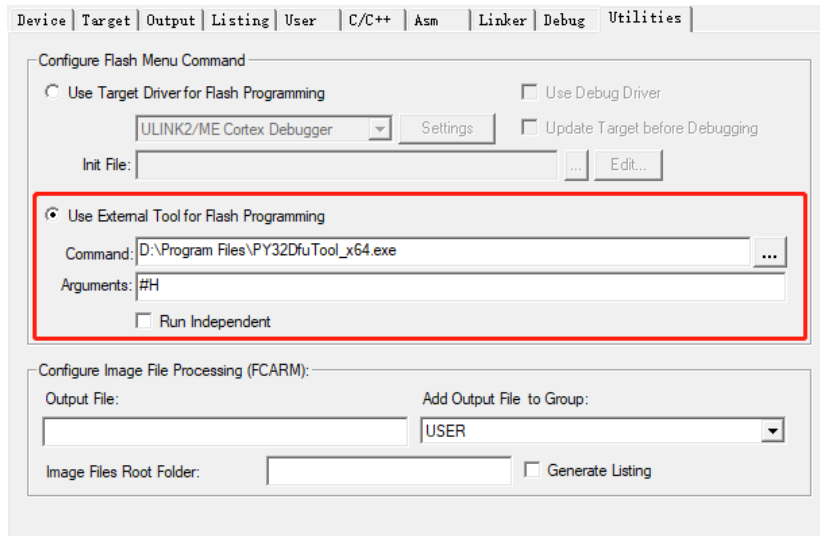 Device Target Output Listing User C/C++ Asm Linker Debug Utilities
Configure Flash Menu Command
Use Target Driver for Flash Programming Use Debug Driver
ULINK2/ME Cortex Debugger Settings Update Target before Debugging
Init File: ... Edit...
Use External Tool for Flash Programming
Command: D:\Program Files\PY32DfuTool_x64.exe ...
Arguments: #H
Run Independent
Configure Image File Processing (FCARM):
Output File: Add Output File to Group:
USER
Image Files Root Folder: Generate Listing